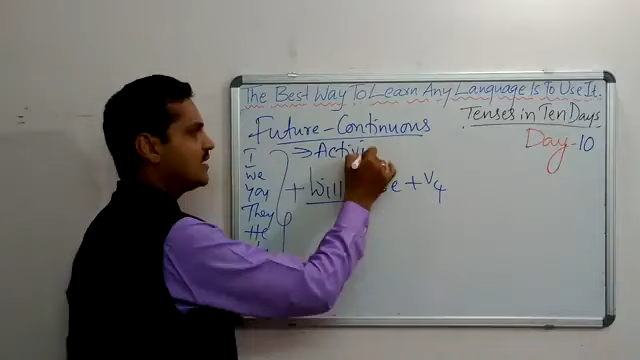 The Best Way To Learn Any Language Is To Use It.
Tenses in Ten Days
Future-Continuous
Day-10
I
We
You
They
He
⇒ Activi
+ Will be + V4